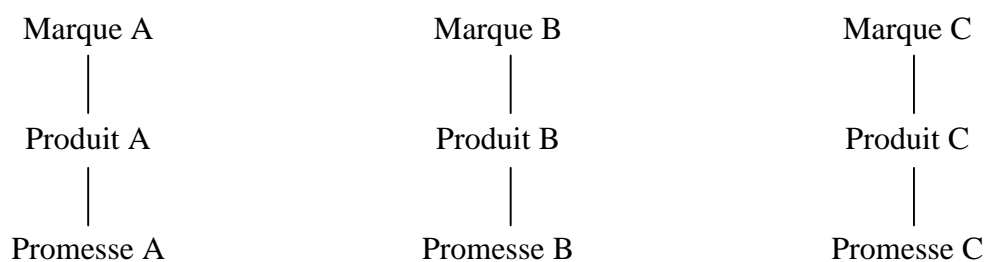 Marque A Marque B Marque C
Produit A Produit B Produit C
Promesse A Promesse B Promesse C